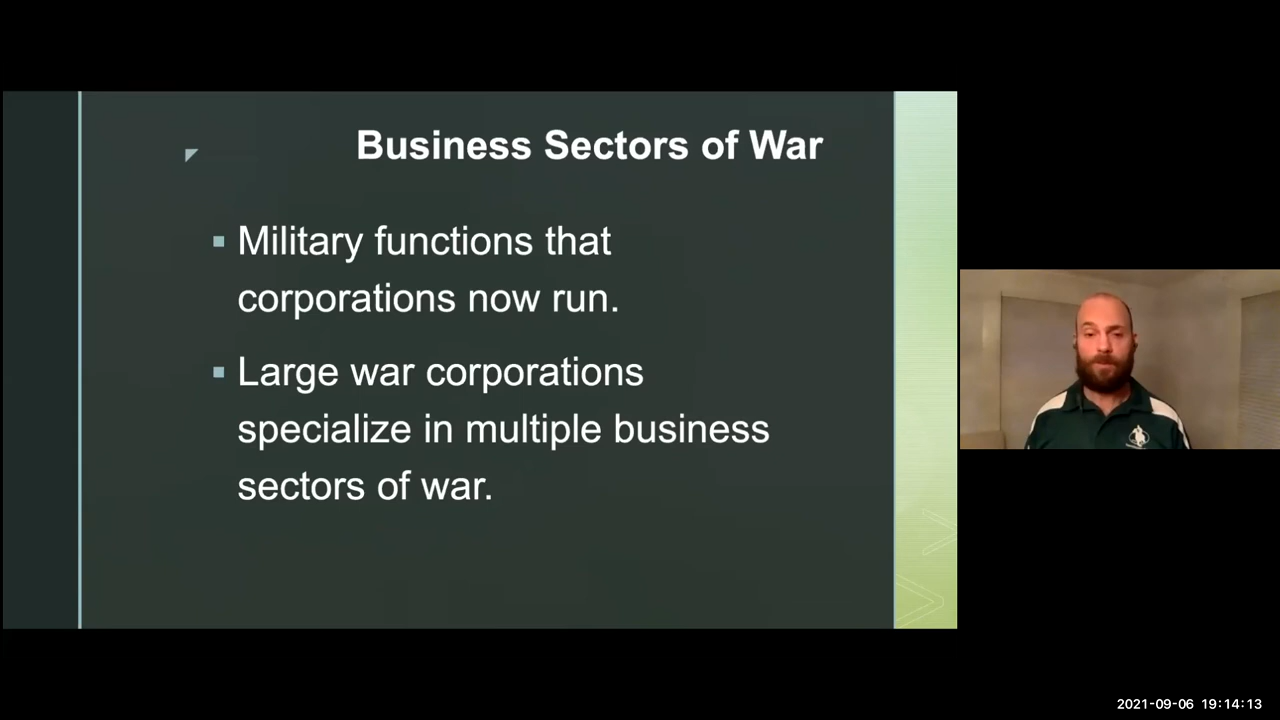 Business Sectors of War
Military functions that
corporations now run.
Large war corporations
specialize in multiple business
sectors of war.
2021-09-06 19:14:13